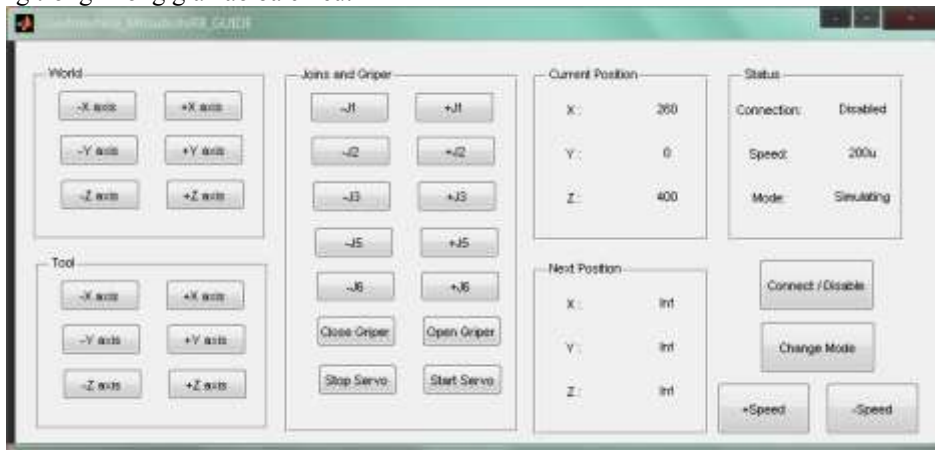 GUIDE
World
-X axis +X axis
-Y axis +Y axis
-Z axis +Z axis
Tool
-X axis +X axis
-Y axis +Y axis
-Z axis +Z axis
Joins and Griper
-J1 +J1
-J2 +J2
-J3 +J3
-J5 +J5
-J6 +J6
Close Griper Open Griper
Stop Servo Start Servo
Current Position
X : 260
Y : 0
Z : 400
Next Position
X : Inf
Y : Inf
Z : Inf
Status
Connection: Disabled
Speed: 200u
Mode: Simulating
Connect / Disable
Change Mode
+Speed -Speed